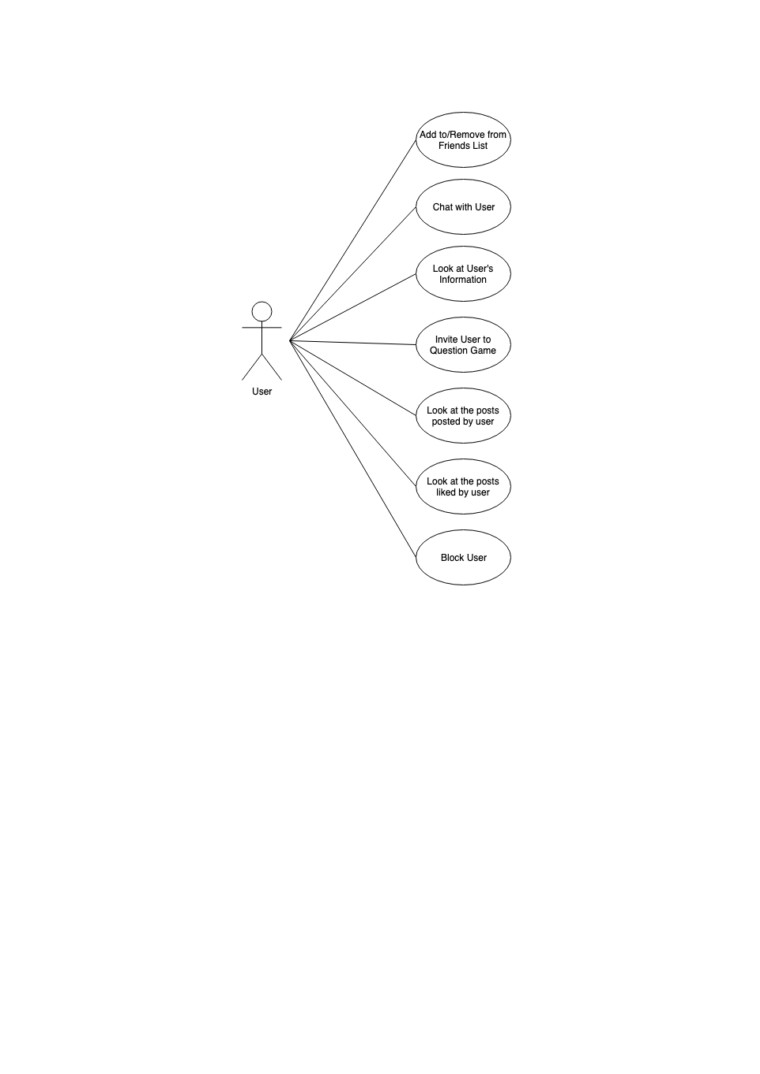 Add to/Remove from
Friends List
Chat with User
Look at User's
Information
Invite User to
Question Game
User
Look at the posts
posted by user
Look at the posts
liked by user
Block User